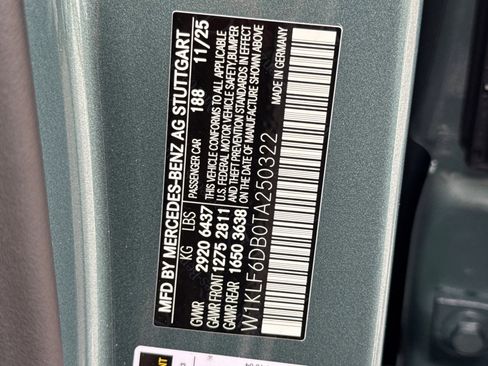 MFD BY MERCEDES-BENZ AG STUTTGART
PASSENGER CAR 188 11/25
KG LBS
GVWR 2920 6437
GAWR FRONT 1275 2811
GAWR REAR 1650 3638
THIS VEHICLE CONFORMS TO ALL APPLICABLE
U.S. FEDERAL MOTOR VEHICLE SAFETY,BUMPER
AND THEFT PREVENTION STANDARDS IN EFFECT
ON THE DATE OF MANUFACTURE SHOWN ABOVE
W1KLF6DB0TA250322
MADE IN GERMANY